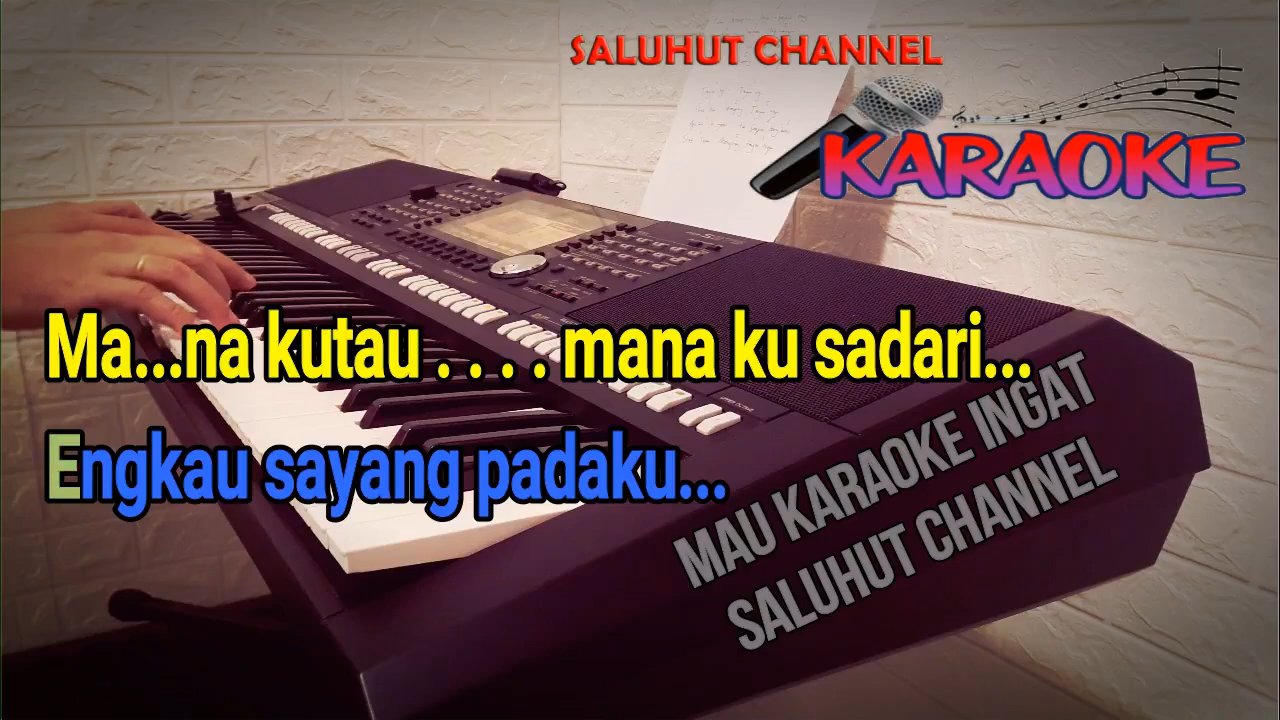 SALUHUT CHANNEL
KARAOKE
Ma...na kutau . . . . mana ku sadari...
Engkau sayang padaku...
MAU KARAOKE INGAT
SALUHUT CHANNEL